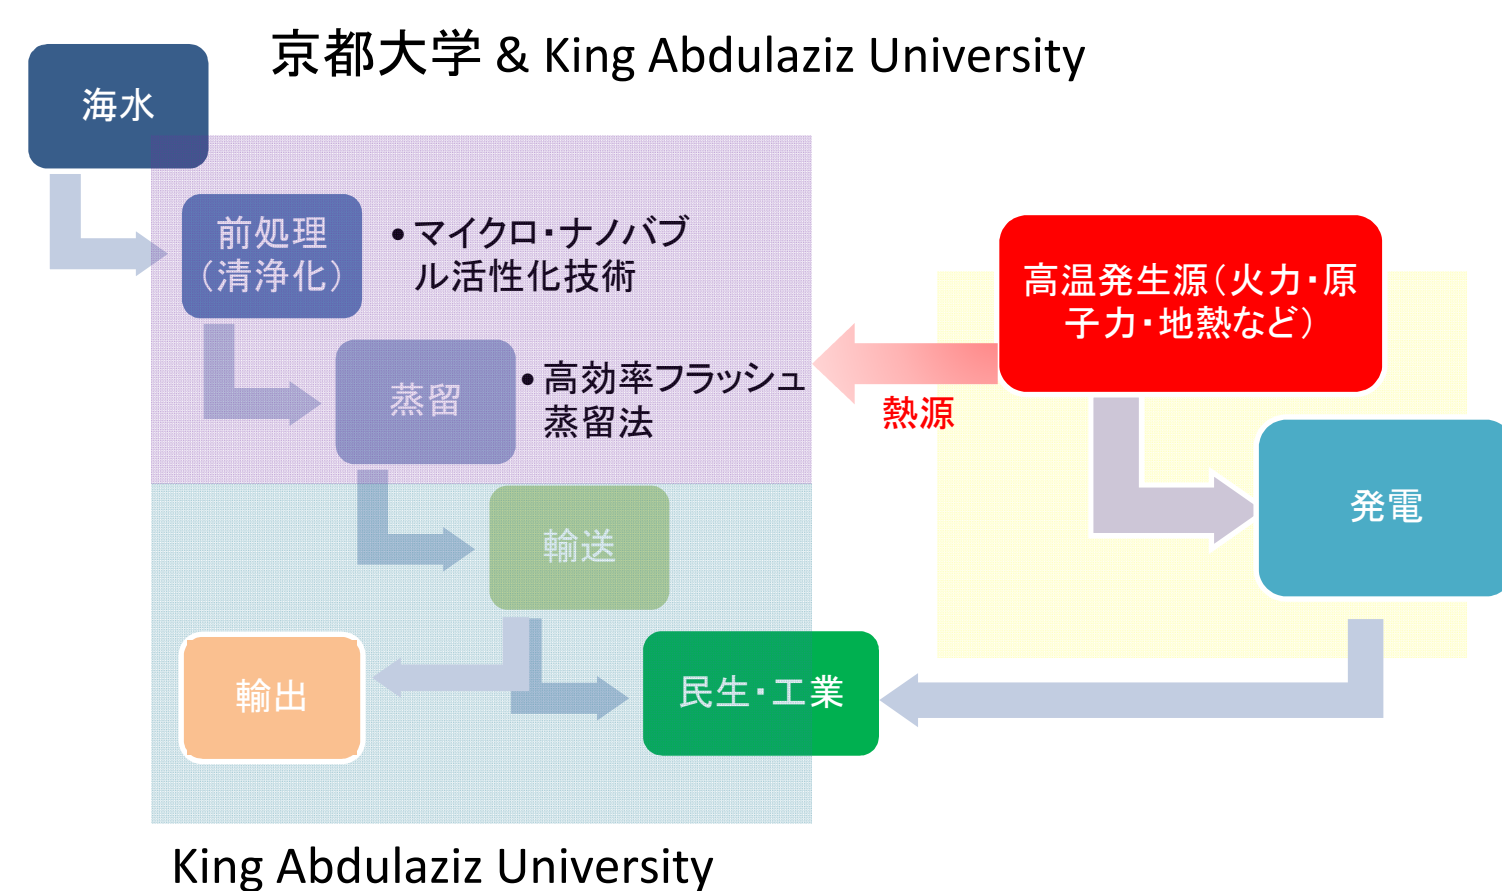 京都大学 & King Abdulaziz University
海水
前処理
（清浄化）
• マイクロ・ナノバブ
ル活性化技術
蒸留
• 高効率フラッシュ
蒸留法
高温発生源（火力・原
子力・地熱など）
熱源
発電
輸送
輸出
民生・工業
King Abdulaziz University